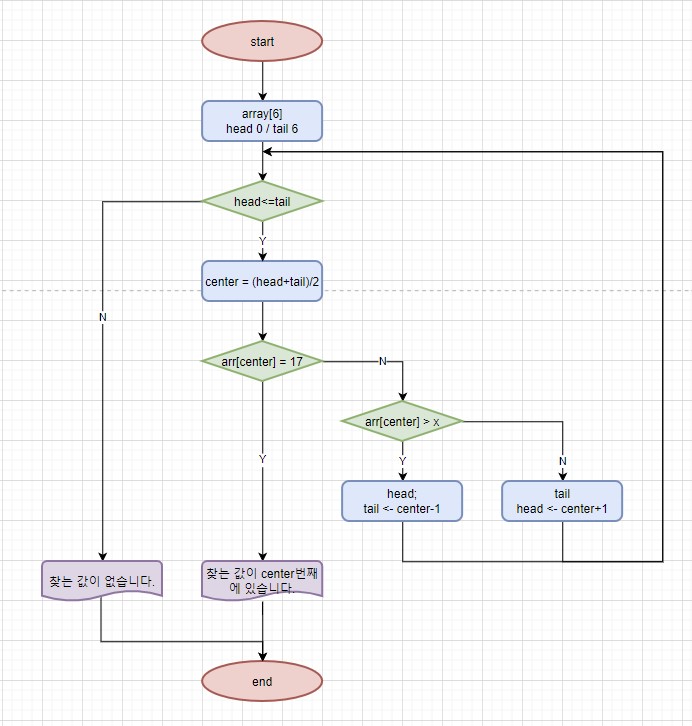 start
array[6]
head 0 / tail 6
head<=tail
Y
center = (head+tail)/2
N
arr[center] = 17
N
arr[center] > x
Y
Y
N
head;
tail <- center-1
tail
head <- center+1
찾는 값이 없습니다.
찾는 값이 center번째
에 있습니다.
end